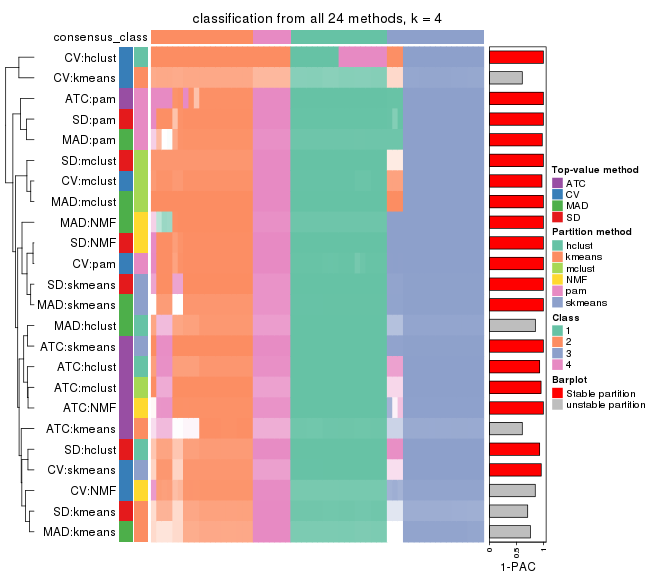 classification from all 24 methods, k = 4
consensus_class
CV:hclust
CV:kmeans
ATC:pam
SD:pam
MAD:pam
SD:mclust
CV:mclust
MAD:mclust
MAD:NMF
SD:NMF
CV:pam
SD:skmeans
MAD:skmeans
MAD:hclust
ATC:skmeans
ATC:hclust
ATC:mclust
ATC:NMF
ATC:kmeans
SD:hclust
CV:skmeans
CV:NMF
SD:kmeans
MAD:kmeans
0
0.5
1
1-PAC
Top-value method
ATC
CV
MAD
SD
Partition method
hclust
kmeans
mclust
NMF
pam
skmeans
Class
1
2
3
4
Barplot
Stable partition
unstable partition